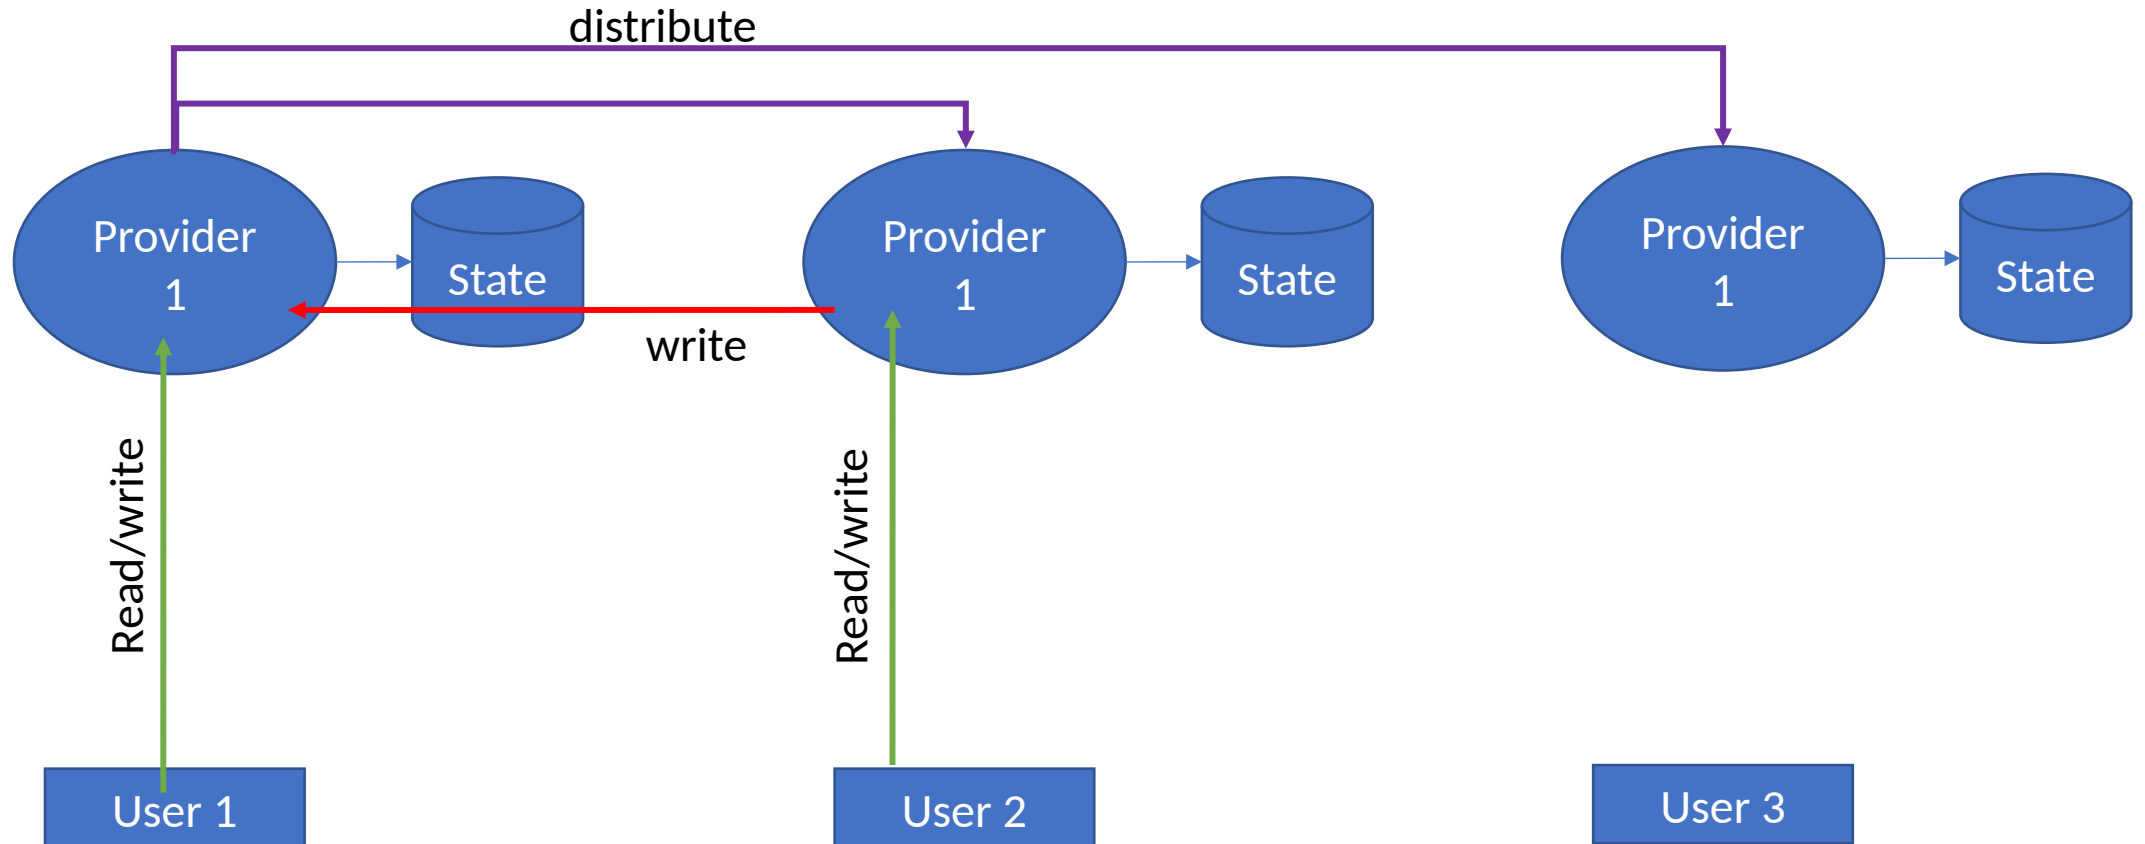 distribute
Provider
1
State
Provider
1
State
Provider
1
State
write
Read/write
Read/write
User 1
User 2
User 3